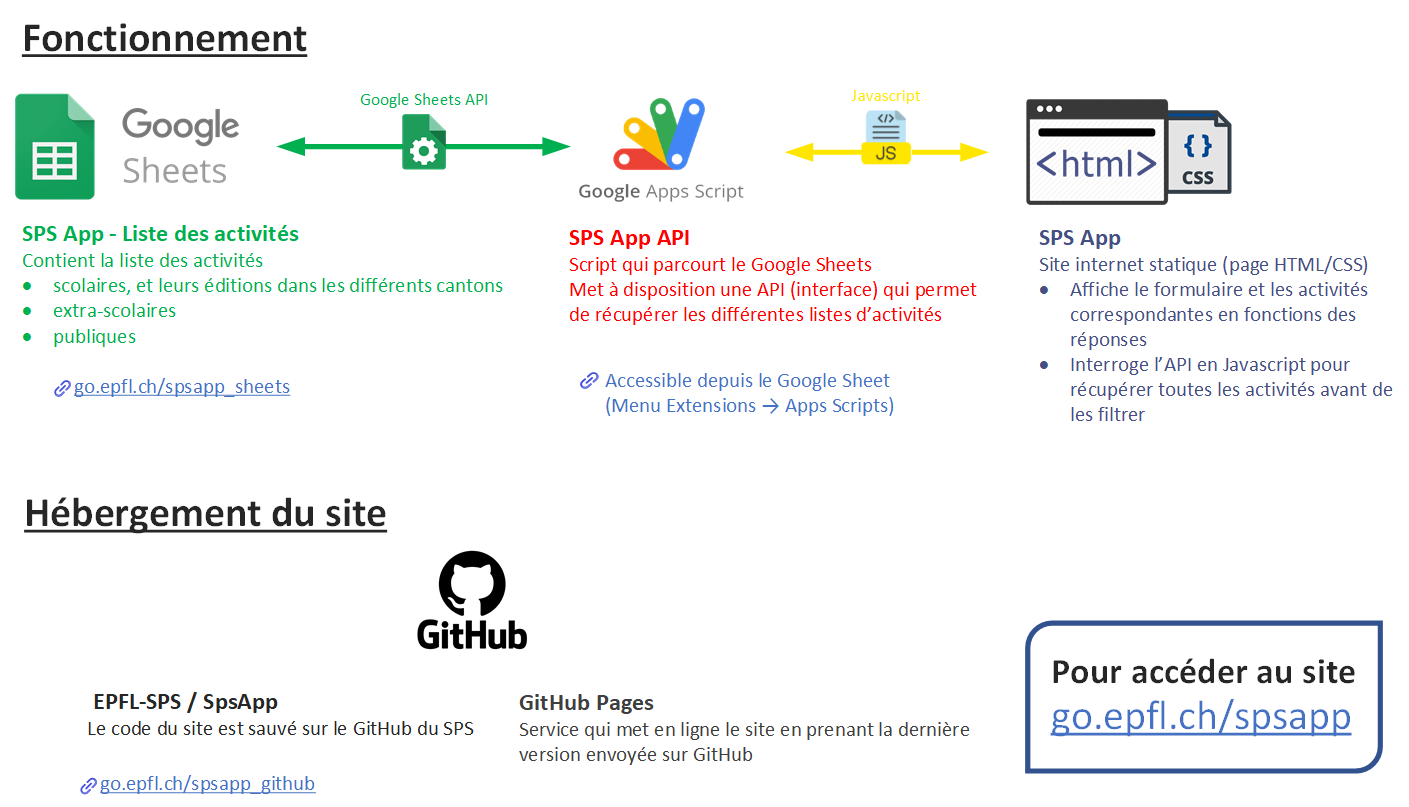 Fonctionnement
Google
Sheets
Google Sheets API
Google Apps Script
Javascript
</>
JS
<html>
{ }
CSS
SPS App - Liste des activités
Contient la liste des activités
• scolaires, et leurs éditions dans les différents cantons
• extra-scolaires
• publiques
go.epfl.ch/spsapp_sheets
SPS App API
Script qui parcourt le Google Sheets
Met à disposition une API (interface) qui permet
de récupérer les différentes listes d’activités
Accessible depuis le Google Sheet
(Menu Extensions → Apps Scripts)
SPS App
Site internet statique (page HTML/CSS)
• Affiche le formulaire et les activités
correspondantes en fonctions des
réponses
• Interroge l’API en Javascript pour
récupérer toutes les activités avant de
les filtrer
Hébergement du site
GitHub
EPFL-SPS / SpsApp
Le code du site est sauvé sur le GitHub du SPS
go.epfl.ch/spsapp_github
GitHub Pages
Service qui met en ligne le site en prenant la dernière
version envoyée sur GitHub
Pour accéder au site
go.epfl.ch/spsapp